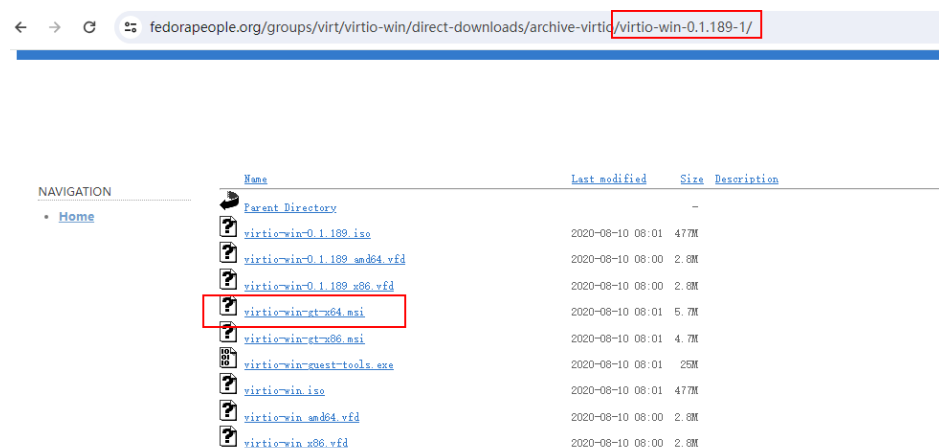 fedorapeople.org/groups/virt/virtio-win/direct-downloads/archive-virtio/virtio-win-0.1.189-1/
Name Last modified Size Description
NAVIGATION
Parent Directory -
• Home
virtio-win-0.1.189.iso 2020-08-10 08:01 477M
virtio-win-0.1.189_amd64.vfd 2020-08-10 08:00 2.8M
virtio-win-0.1.189_x86.vfd 2020-08-10 08:00 2.8M
virtio-win-gt-x64.msi 2020-08-10 08:01 5.7M
virtio-win-gt-x86.msi 2020-08-10 08:01 4.7M
virtio-win-guest-tools.exe 2020-08-10 08:01 25M
virtio-win.iso 2020-08-10 08:01 477M
virtio-win_amd64.vfd 2020-08-10 08:00 2.8M
virtio-win_x86.vfd 2020-08-10 08:00 2.8M